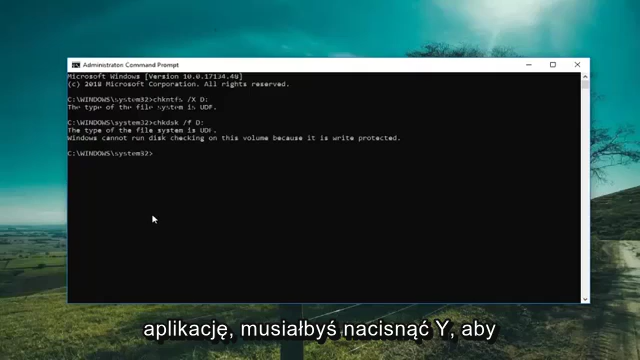 Administrator: Command Prompt
Microsoft Windows [Version 10.0.17134.48]
(c) 2018 Microsoft Corporation. All rights reserved.
C:\WINDOWS\system32>chkntfs /X D:
The type of the file system is UDF.
C:\WINDOWS\system32>chkdsk /f D:
The type of the file system is UDF.
Windows cannot run disk checking on this volume because it is write protected.
C:\WINDOWS\system32>
aplikację, musiałbyś nacisnąć Y, aby